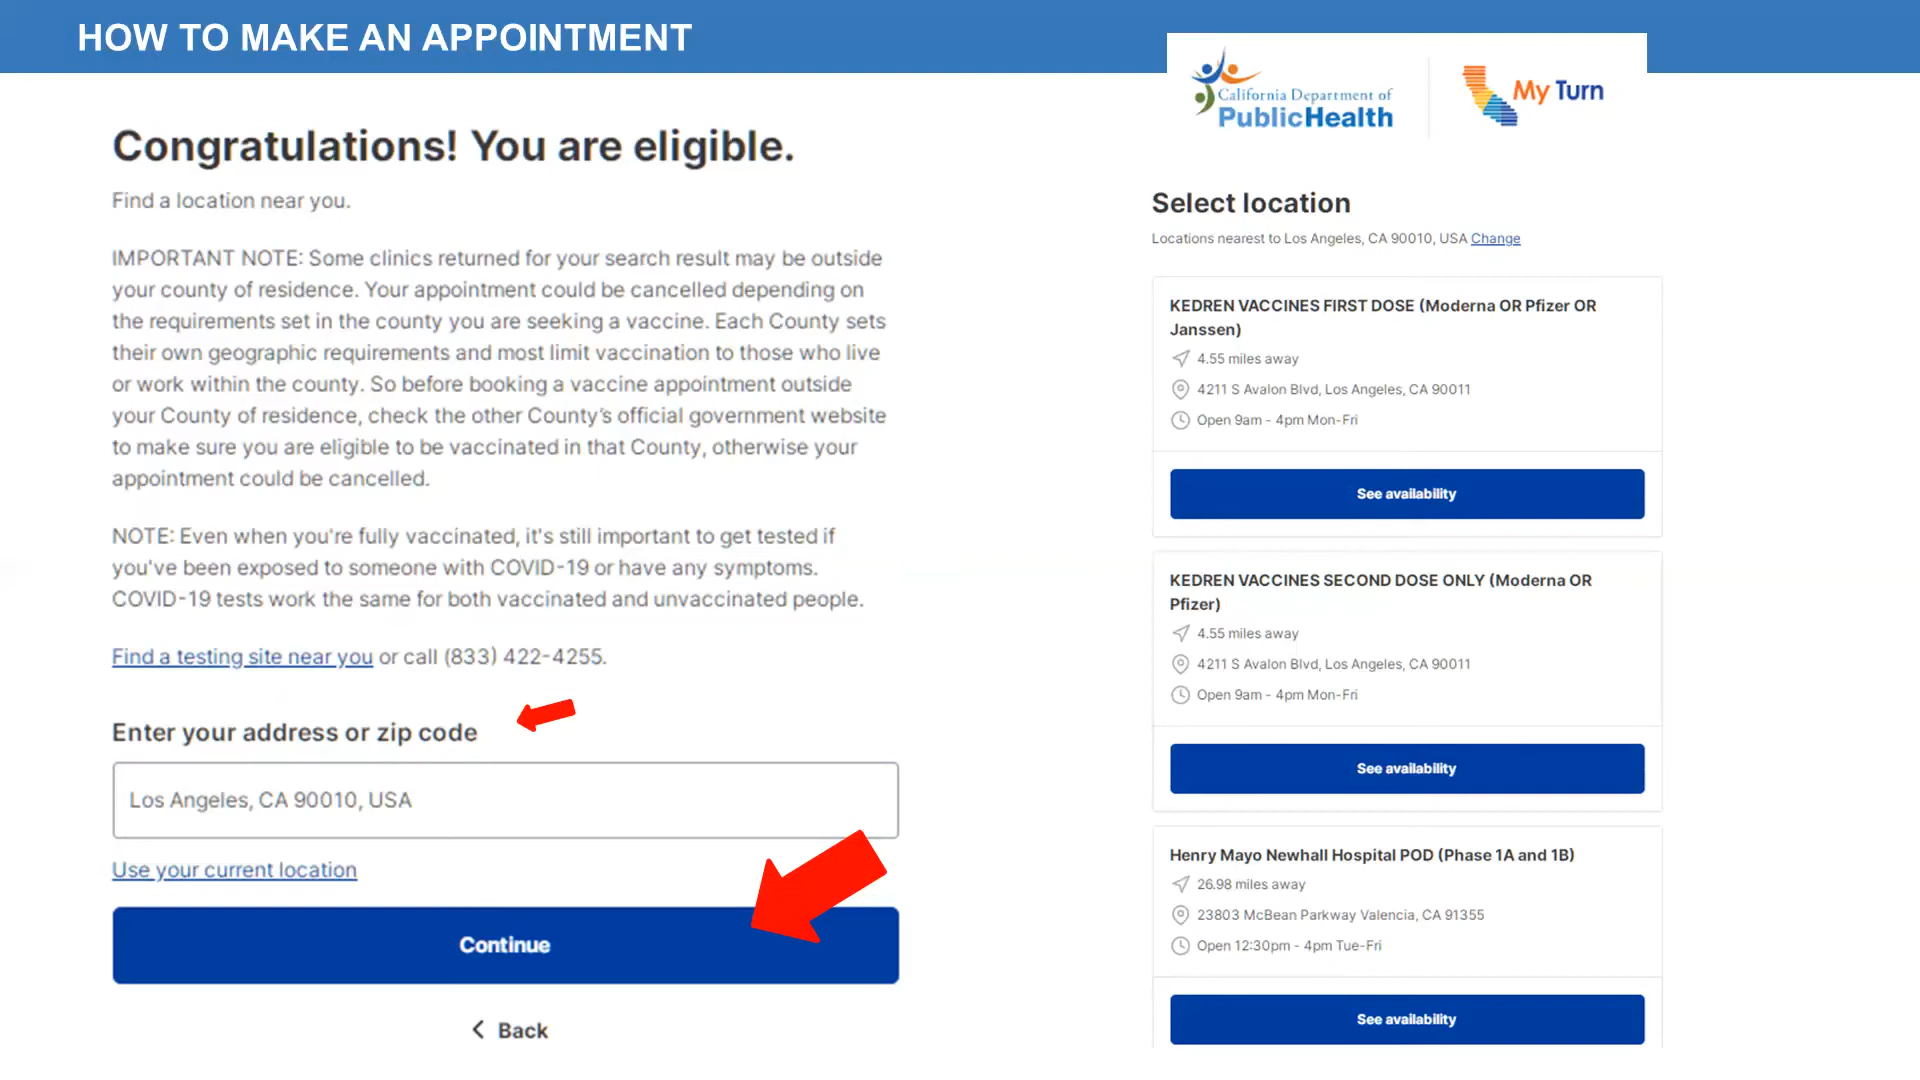 HOW TO MAKE AN APPOINTMENT
California Department of
PublicHealth
My Turn
Congratulations! You are eligible.
Find a location near you.
IMPORTANT NOTE: Some clinics returned for your search result may be outside
your county of residence. Your appointment could be cancelled depending on
the requirements set in the county you are seeking a vaccine. Each County sets
their own geographic requirements and most limit vaccination to those who live
or work within the county. So before booking a vaccine appointment outside
your County of residence, check the other County's official government website
to make sure you are eligible to be vaccinated in that County, otherwise your
appointment could be cancelled.
NOTE: Even when you're fully vaccinated, it's still important to get tested if
you've been exposed to someone with COVID-19 or have any symptoms.
COVID-19 tests work the same for both vaccinated and unvaccinated people.
Find a testing site near you or call (833) 422-4255.
Enter your address or zip code
Los Angeles, CA 90010, USA
Use your current location
Continue
Back
Select location
Locations nearest to Los Angeles, CA 90010, USA Change
KEDREN VACCINES FIRST DOSE (Moderna OR Pfizer OR
Janssen)
4.55 miles away
4211 S Avalon Blvd, Los Angeles, CA 90011
Open 9am - 4pm Mon-Fri
See availability
KEDREN VACCINES SECOND DOSE ONLY (Moderna OR
Pfizer)
4.55 miles away
4211 S Avalon Blvd, Los Angeles, CA 90011
Open 9am - 4pm Mon-Fri
See availability
Henry Mayo Newhall Hospital POD (Phase 1A and 1B)
26.98 miles away
23803 McBean Parkway Valencia, CA 91355
Open 12:30pm - 4pm Tue-Fri
See availability